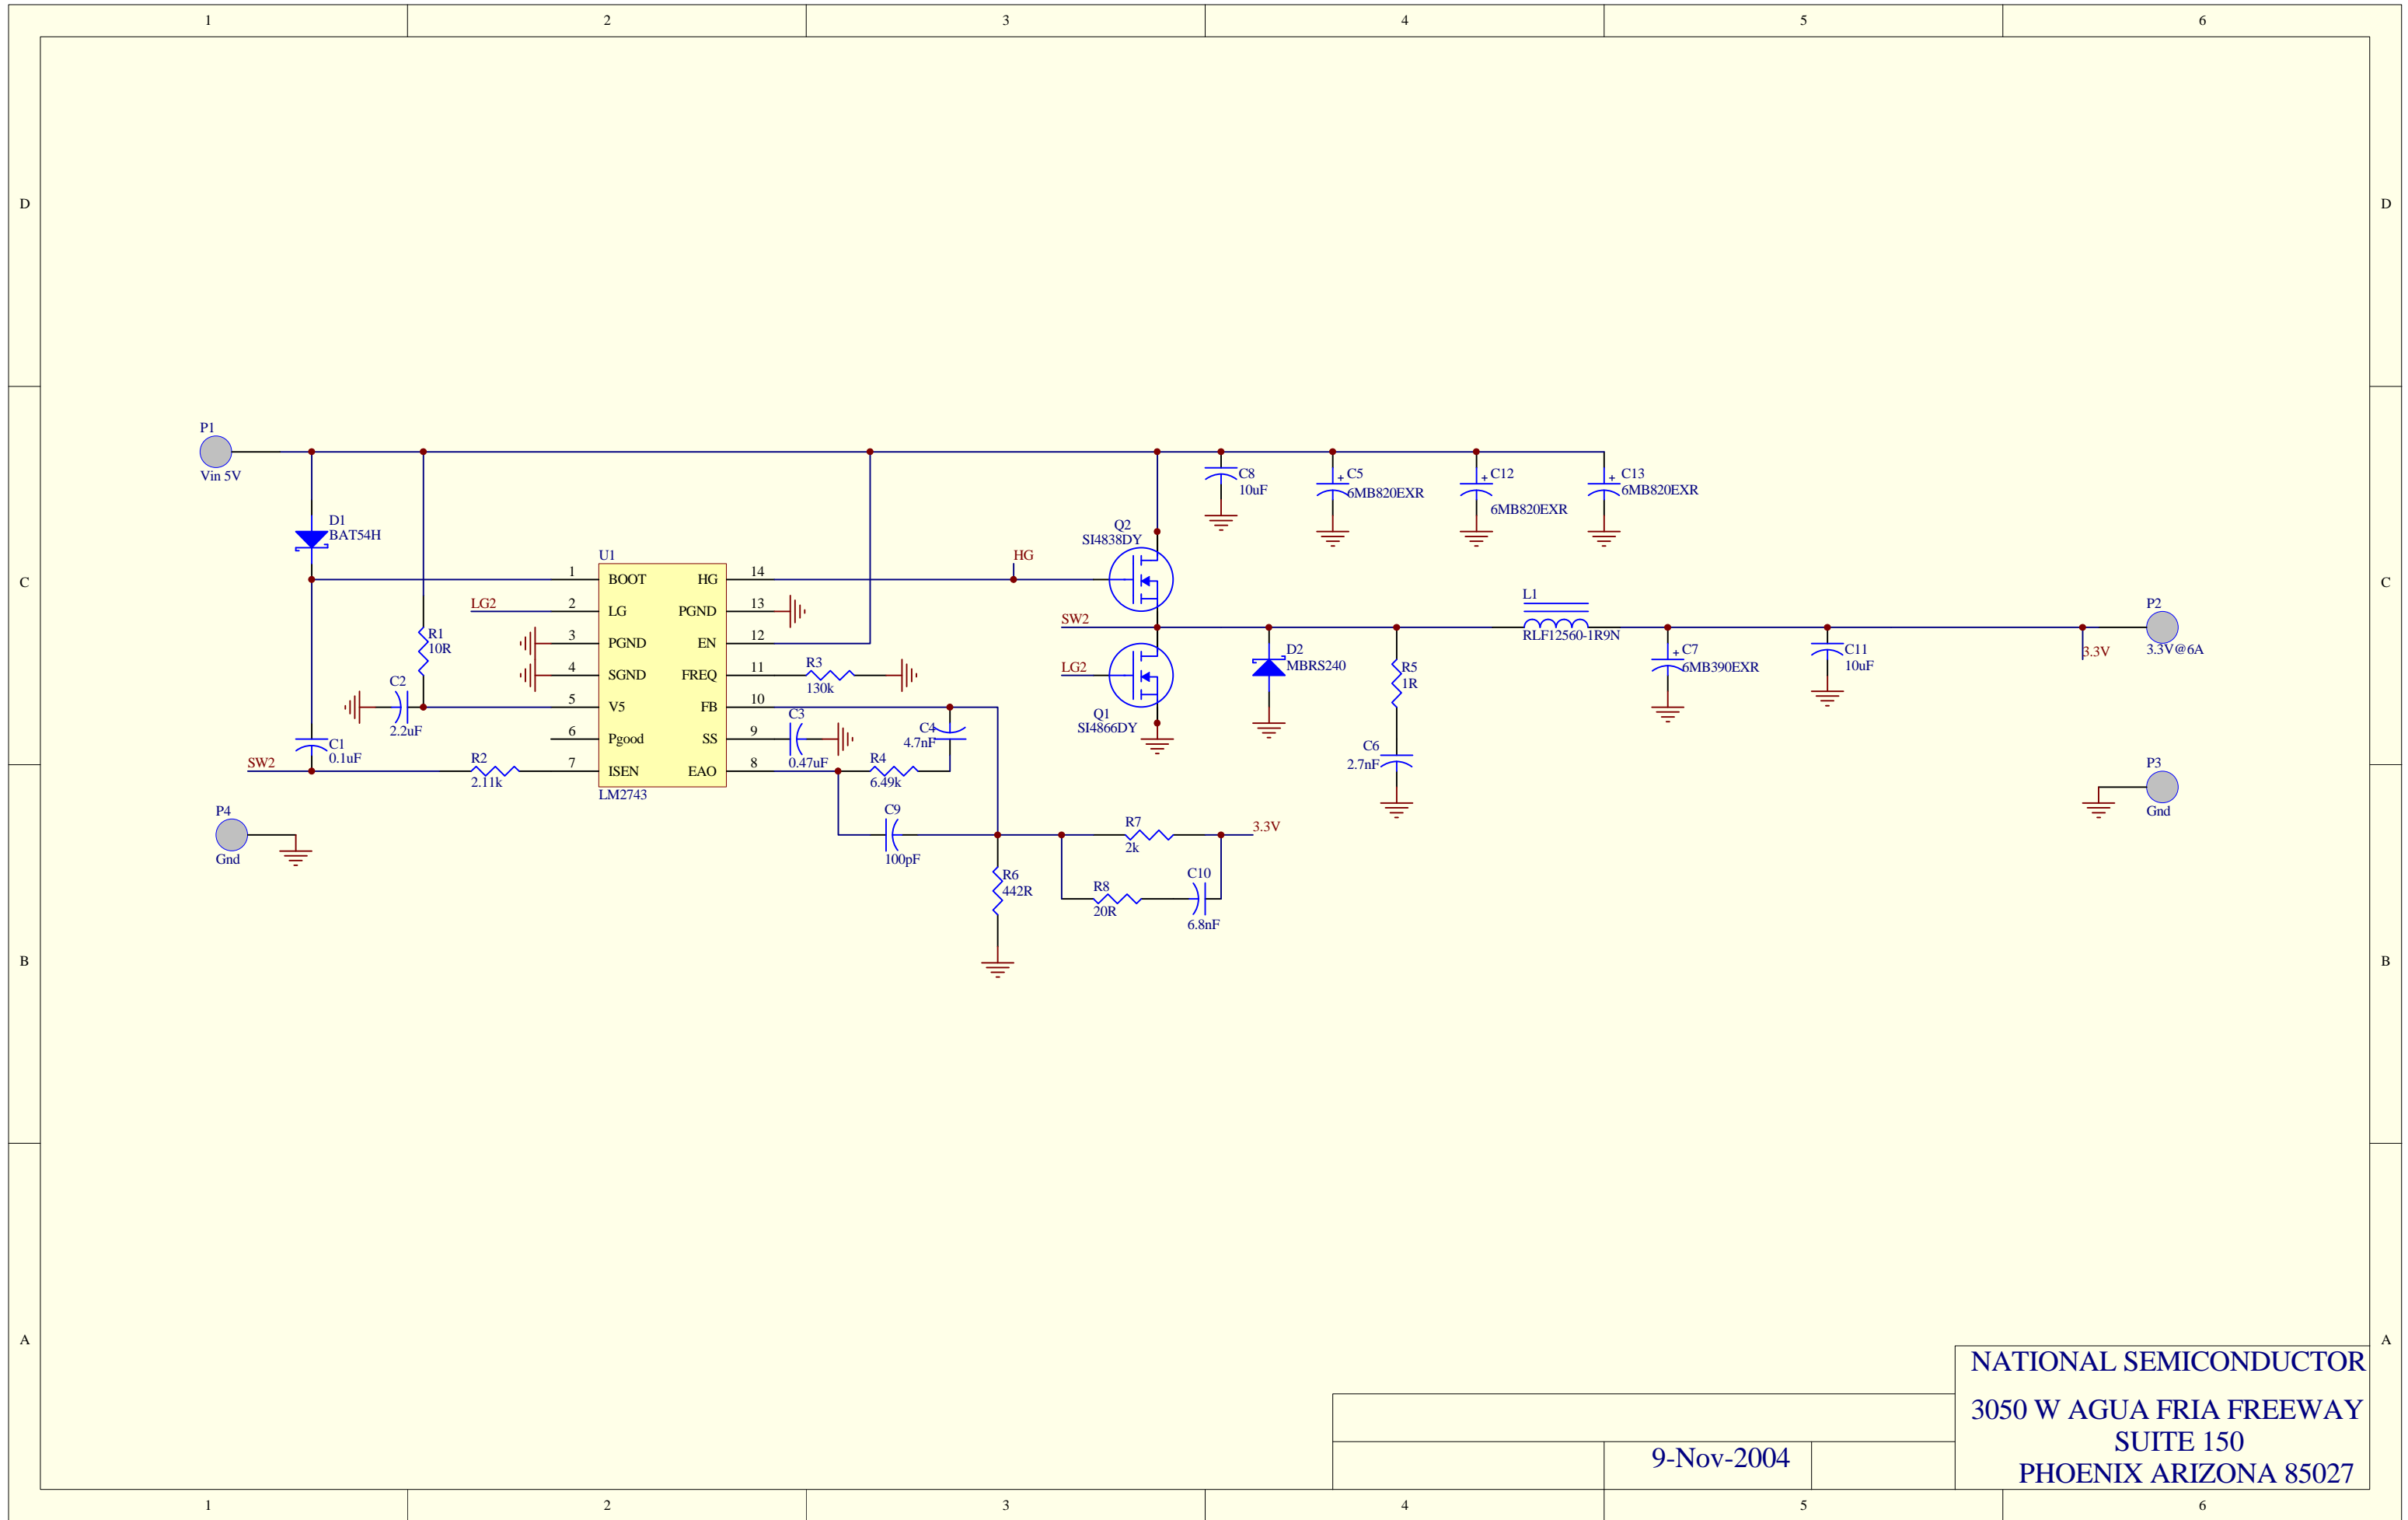 1 2 3 4 5 6
D D
P1
Vin 5V
C8
10uF
C5
6MB820EXR
C12
6MB820EXR
C13
6MB820EXR
D1
BAT54H
Q2
SI4838DY
U1
HG
C C
1 BOOT HG 14
LG2 2 LG PGND 13
3 PGND EN 12
4 SGND FREQ 11
5 V5 FB 10
6 Pgood SS 9
7 ISEN EAO 8
LM2743
R1
10R
C2
2.2uF
C1
0.1uF
SW2
R2
2.11k
R3
130k
C3
0.47uF
C4
4.7nF
R4
6.49k
SW2
LG2
Q1
SI4866DY
D2
MBRS240
R5
1R
C6
2.7nF
L1
RLF12560-1R9N
C7
6MB390EXR
C11
10uF
3.3V
P2
3.3V@6A
P3
Gnd
P4
Gnd
C9
100pF
R7
2k
3.3V
R6
442R
R8
20R
C10
6.8nF
B B
A A
NATIONAL SEMICONDUCTOR
3050 W AGUA FRIA FREEWAY
SUITE 150
PHOENIX ARIZONA 85027
9-Nov-2004
1 2 3 4 5 6